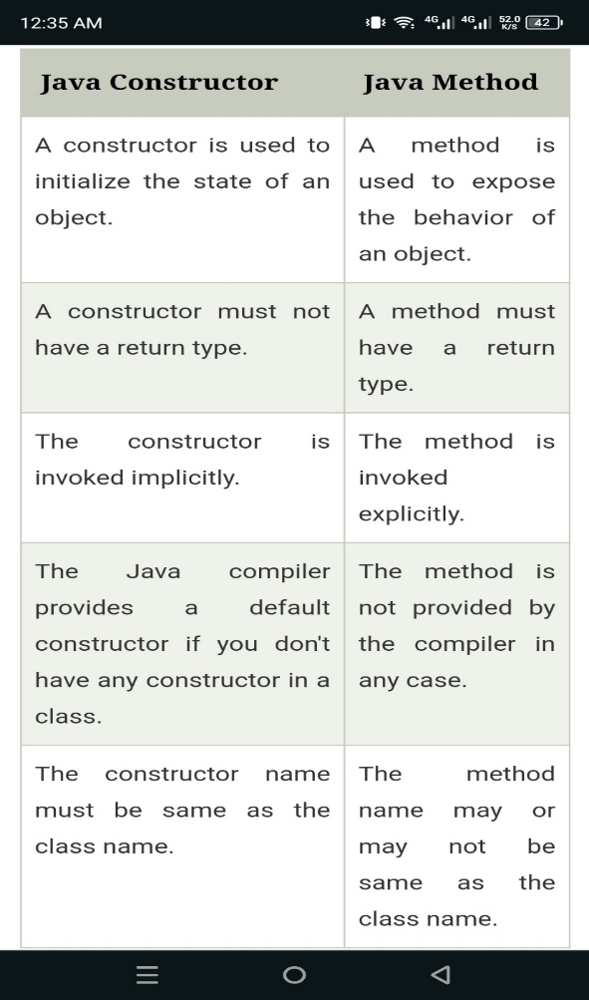 12:35 AM 4G 4G 52.0 K/S 42
Java Constructor Java Method
A constructor is used to
initialize the state of an
object.
A method is
used to expose
the behavior of
an object.
A constructor must not
have a return type.
A method must
have a return
type.
The constructor is
invoked implicitly.
The method is
invoked
explicitly.
The Java compiler
provides a default
constructor if you don't
have any constructor in a
class.
The method is
not provided by
the compiler in
any case.
The constructor name
must be same as the
class name.
The method
name may or
may not be
same as the
class name.